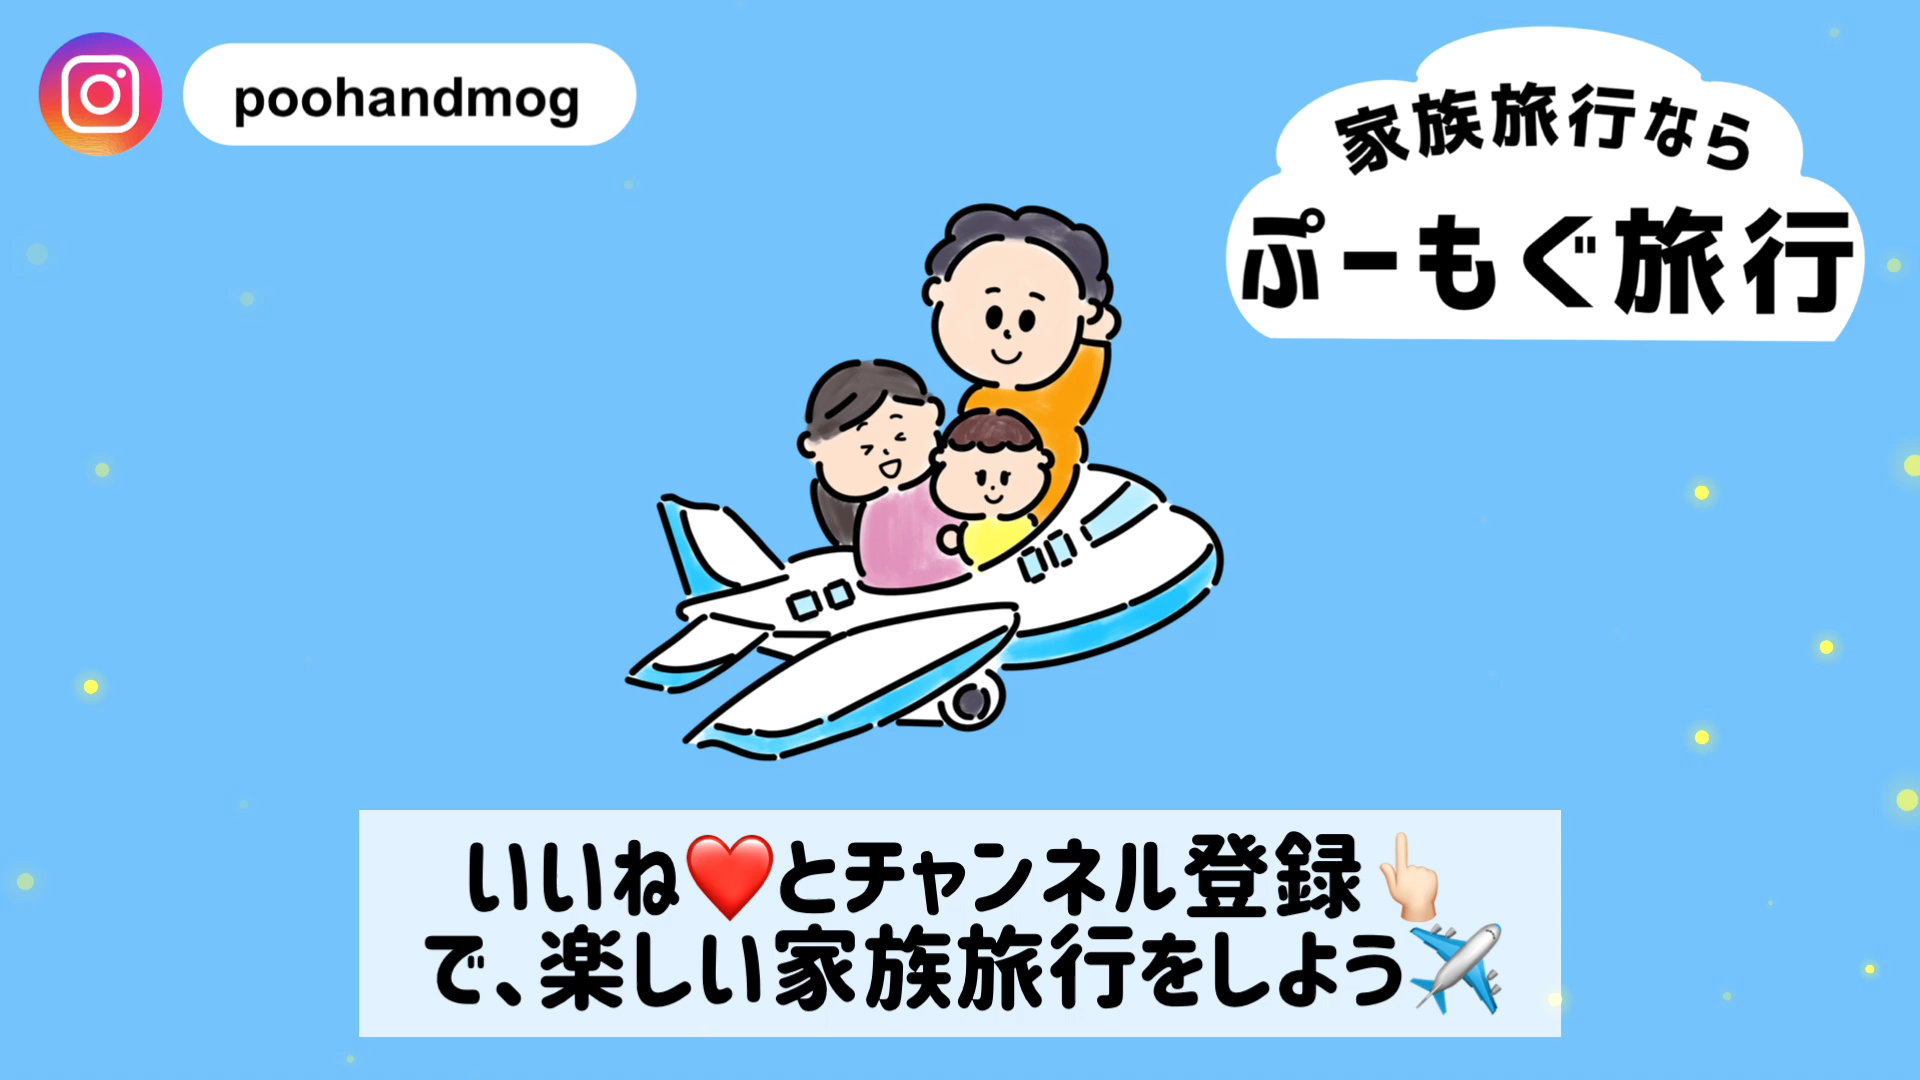 poohandmog
家族旅行なら
ぷーもぐ旅行
いいね❤️とチャンネル登録👆🏻
で、楽しい家族旅行をしよう✈️